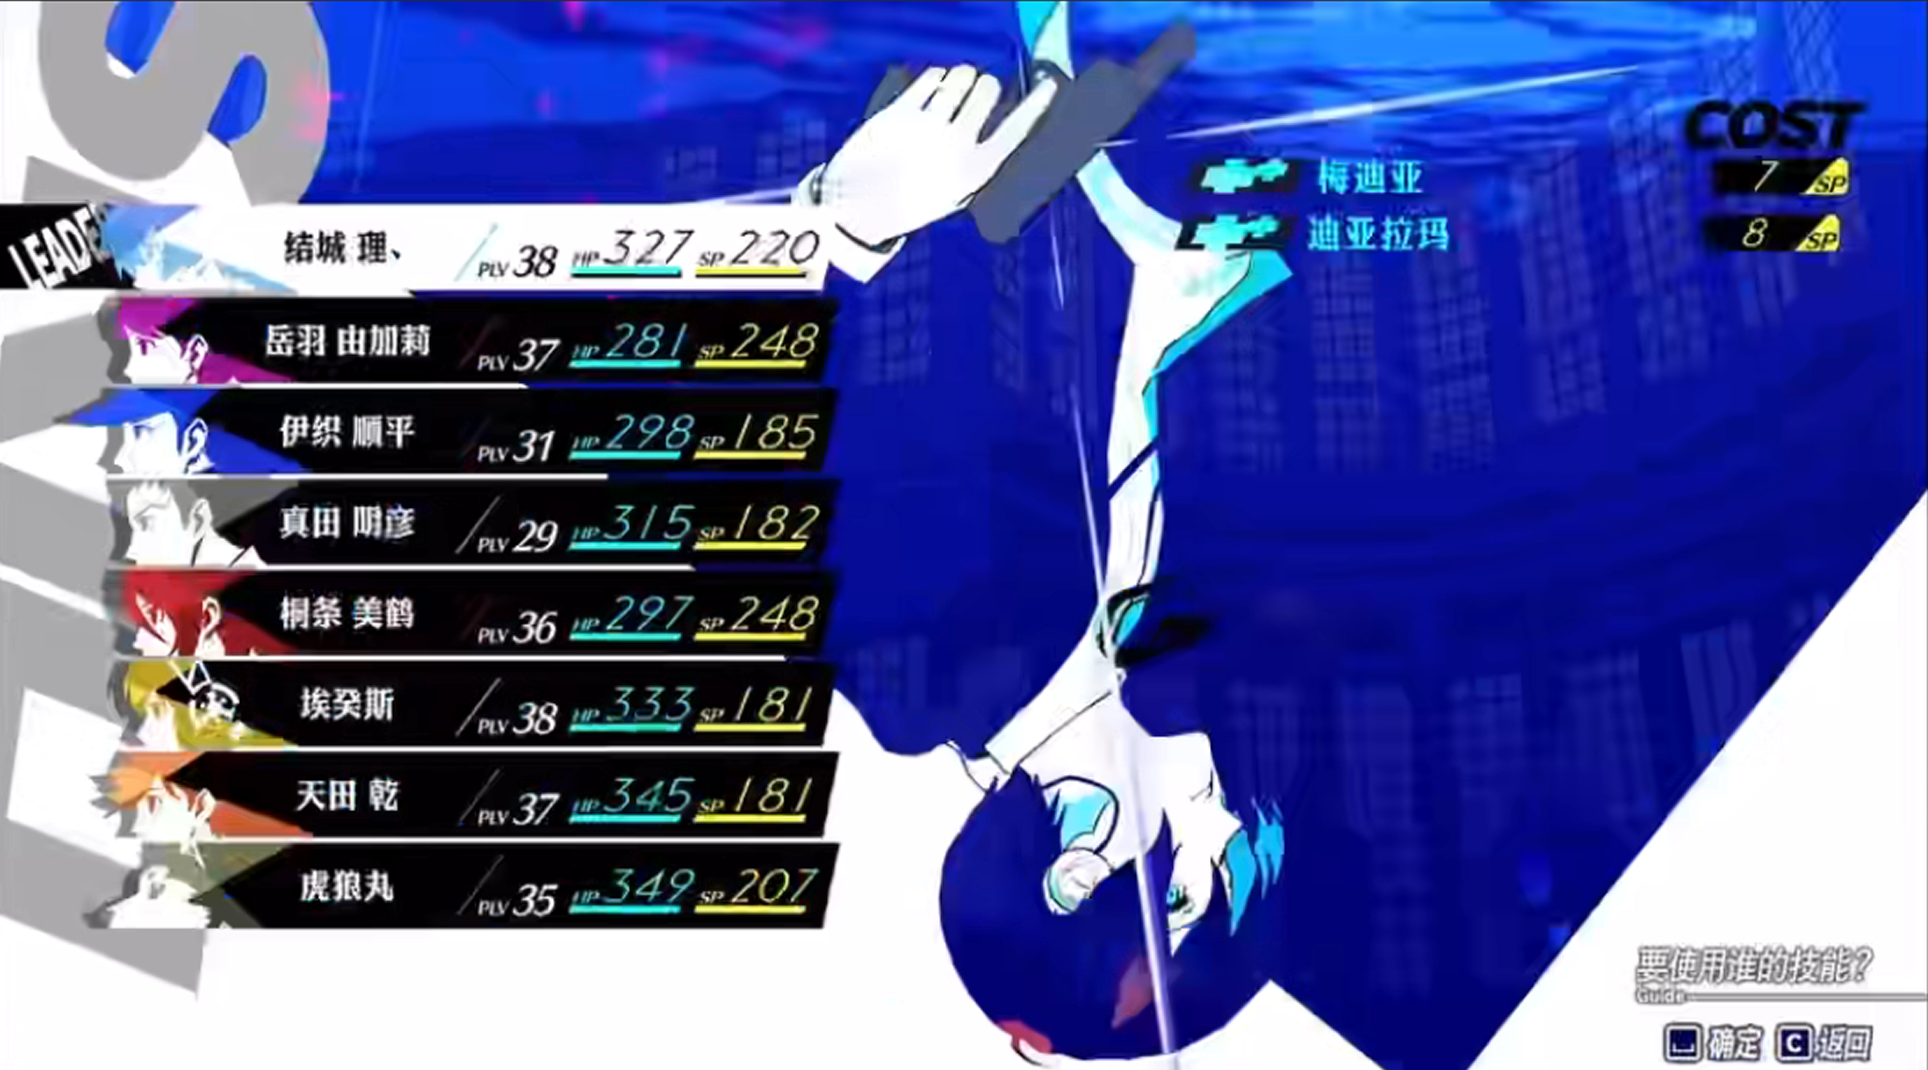 COST
梅迪亚 7 SP
迪亚拉玛 8 SP
LEADER 结城 理、 PLV 38 HP 327 SP 220
岳羽 由加莉 PLV 37 HP 281 SP 248
伊织 顺平 PLV 31 HP 298 SP 185
真田 明彦 PLV 29 HP 315 SP 182
桐条 美鹤 PLV 36 HP 297 SP 248
埃癸斯 PLV 38 HP 333 SP 181
天田 乾 PLV 37 HP 345 SP 181
虎狼丸 PLV 35 HP 349 SP 207
要使用谁的技能?
Guide
确定 C 返回